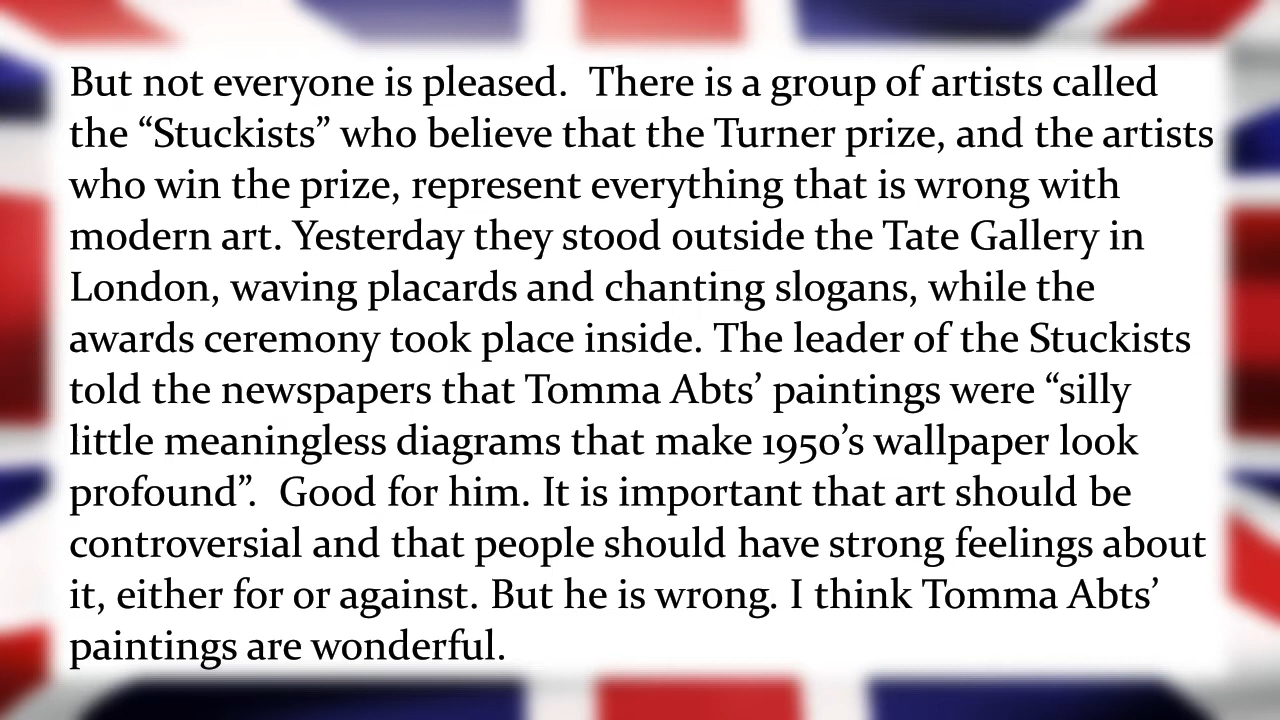 But not everyone is pleased.  There is a group of artists called
the “Stuckists” who believe that the Turner prize, and the artists
who win the prize, represent everything that is wrong with
modern art. Yesterday they stood outside the Tate Gallery in
London, waving placards and chanting slogans, while the
awards ceremony took place inside. The leader of the Stuckists
told the newspapers that Tomma Abts’ paintings were “silly
little meaningless diagrams that make 1950’s wallpaper look
profound”.  Good for him. It is important that art should be
controversial and that people should have strong feelings about
it, either for or against. But he is wrong. I think Tomma Abts’
paintings are wonderful.